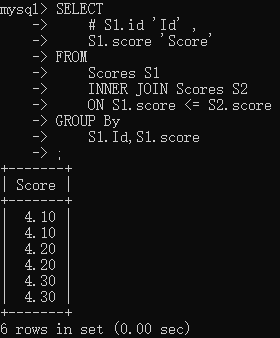 mysql> SELECT
    ->     # S1.id 'Id' ,
    ->     S1.score 'Score'
    -> FROM
    ->     Scores S1
    ->     INNER JOIN Scores S2
    ->     ON S1.score <= S2.score
    -> GROUP By
    ->     S1.Id,S1.score
    -> ;
+-------+
| Score |
+-------+
|  4.10 |
|  4.10 |
|  4.20 |
|  4.20 |
|  4.30 |
|  4.30 |
+-------+
6 rows in set (0.00 sec)